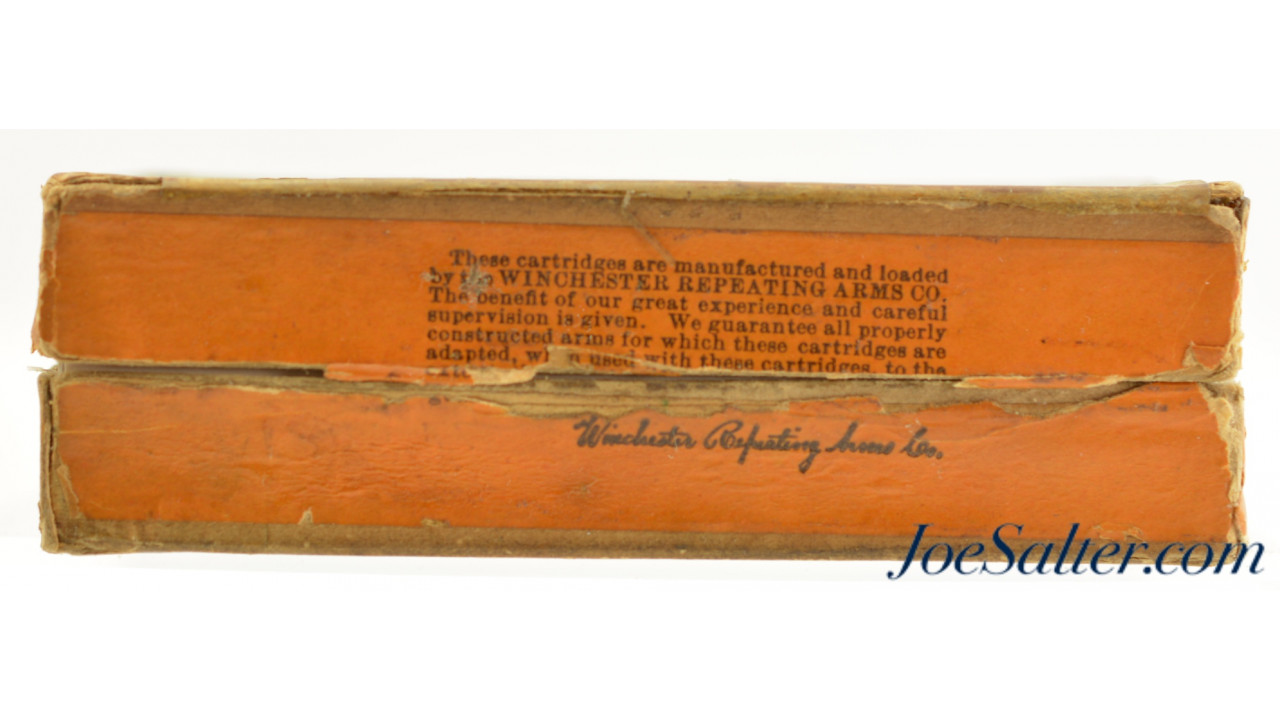 These cartridges are manufactured and loaded
by the WINCHESTER REPEATING ARMS CO.
The benefit of our great experience and careful
supervision is given. We guarantee all properly
constructed arms for which these cartridges are
adapted, when used with these cartridges, to the
Winchester Repeating Arms Co.
JoeSalter.com